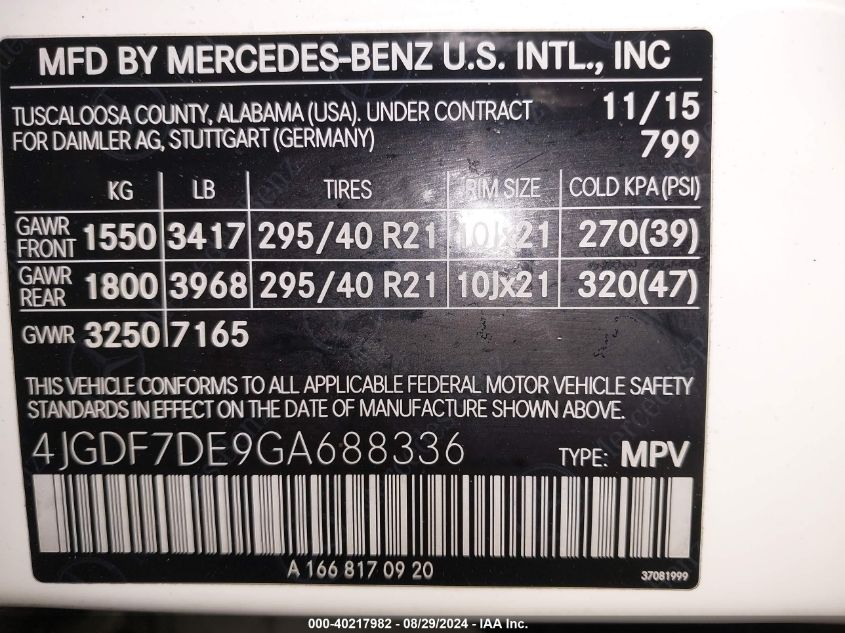 MFD BY MERCEDES-BENZ U.S. INTL., INC
TUSCALOOSA COUNTY, ALABAMA (USA). UNDER CONTRACT 11/15
FOR DAIMLER AG, STUTTGART (GERMANY) 799
KG LB TIRES RIM SIZE COLD KPA (PSI)
GAWR FRONT 1550 3417 295/40 R21 10Jx21 270(39)
GAWR REAR 1800 3968 295/40 R21 10Jx21 320(47)
GVWR 3250 7165
THIS VEHICLE CONFORMS TO ALL APPLICABLE FEDERAL MOTOR VEHICLE SAFETY
STANDARDS IN EFFECT ON THE DATE OF MANUFACTURE SHOWN ABOVE.
4JGDF7DE9GA688336 TYPE: MPV
A 166 817 09 20
37081999
000-40217982 - 08/29/2024 - IAA Inc.